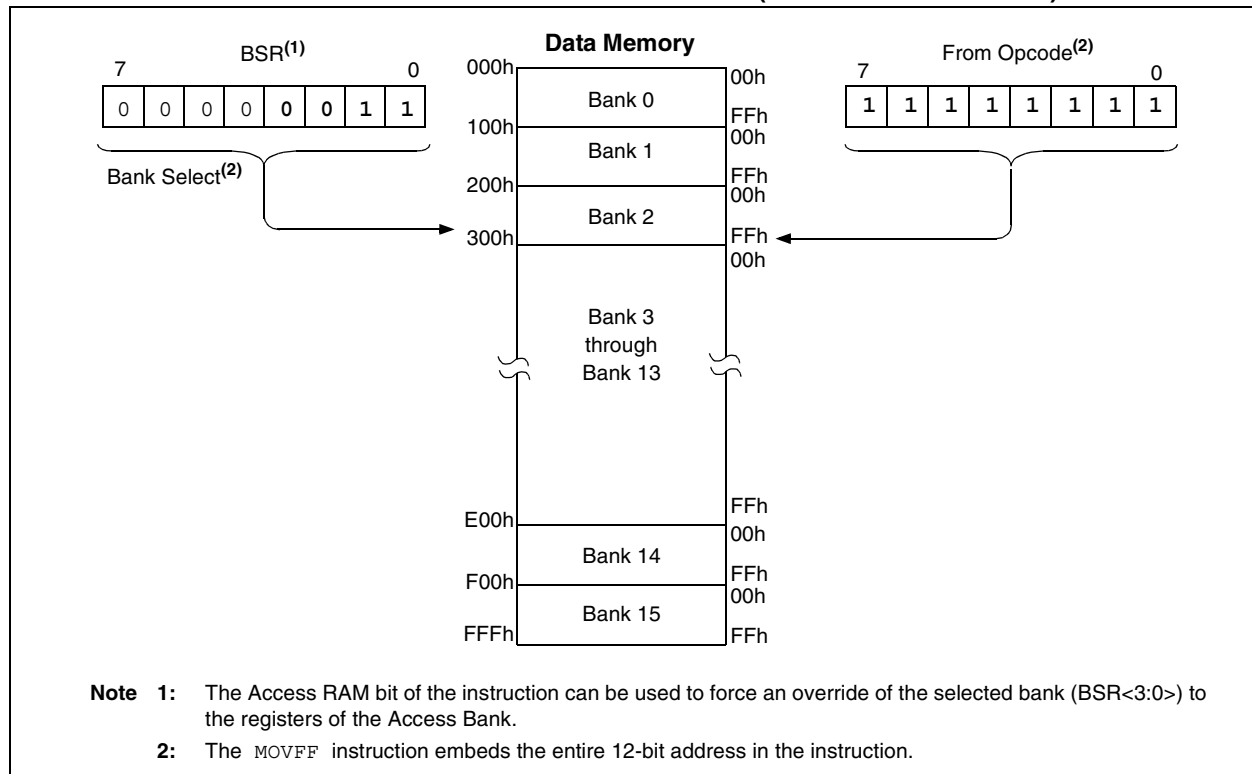 Data Memory
BSR(1)
From Opcode(2)
7 0
000h
00h
7 0
0 0 0 0 0 0 1 1
Bank 0
1 1 1 1 1 1 1 1
FFh
100h
00h
Bank 1
Bank Select(2)
FFh
200h
00h
Bank 2
300h
FFh
00h
Bank 3
through
Bank 13
FFh
E00h
00h
Bank 14
FFh
F00h
00h
Bank 15
FFFh
FFh
Note 1: The Access RAM bit of the instruction can be used to force an override of the selected bank (BSR<3:0>) to
the registers of the Access Bank.
2: The MOVFF instruction embeds the entire 12-bit address in the instruction.